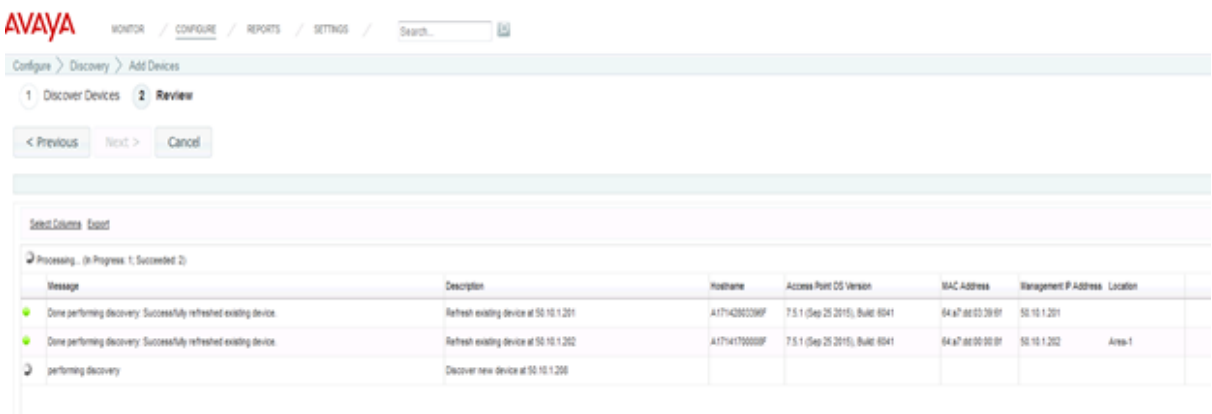 AVAYA MONITOR / CONFIGURE / REPORTS / SETTINGS / Search...
Configure > Discovery > Add Devices
1 Discover Devices 2 Review
< Previous Next > Cancel
Select Columns Export
Processing... (In Progress: 1; Succeeded: 2)
Message Description Hostname Access Point OS Version MAC Address Management IP Address Location
Done performing discovery: Successfully refreshed existing device. Refresh existing device at 50.10.1.201 7.5.1 (Sep 25 2015), Build: 6041 50.10.1.201
Done performing discovery: Successfully refreshed existing device. Refresh existing device at 50.10.1.202 7.5.1 (Sep 25 2015), Build: 6041 50.10.1.202 Area-1
performing discovery Discover new device at